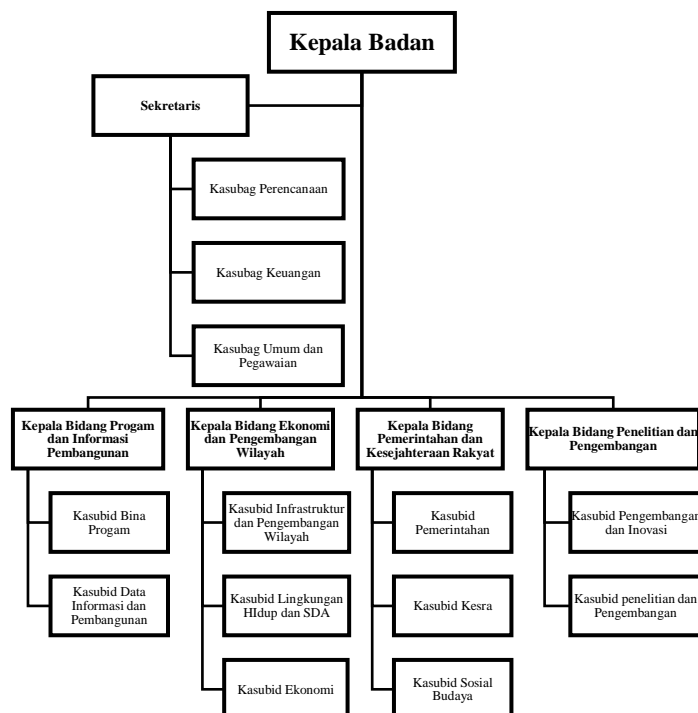 Kepala Badan
Sekretaris
Kasubag Perencanaan
Kasubag Keuangan
Kasubag Umum dan
Pegawaian
Kepala Bidang Progam
dan Informasi
Pembangunan
Kasubid Bina
Progam
Kasubid Data
Informasi dan
Pembangunan
Kepala Bidang Ekonomi
dan Pengembangan
Wilayah
Kasubid Infrastruktur
dan Pengembangan
Wilayah
Kasubid Lingkungan
HIdup dan SDA
Kasubid Ekonomi
Kepala Bidang
Pemerintahan dan
Kesejahteraan Rakyat
Kasubid
Pemerintahan
Kasubid Kesra
Kasubid Sosial
Budaya
Kepala Bidang Penelitian dan
Pengembangan
Kasubid Pengembangan
dan Inovasi
Kasubid penelitian dan
Pengembangan